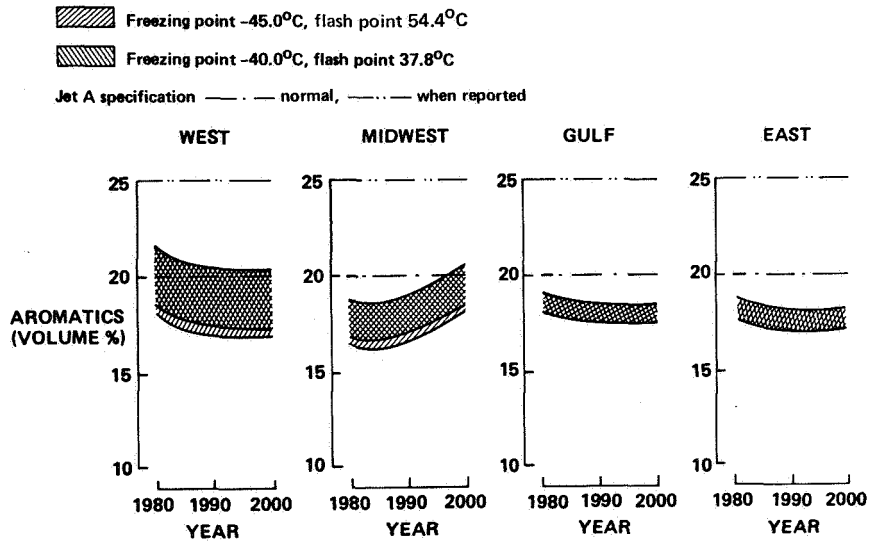 Freezing point –45.0°C, flash point 54.4°C
Freezing point –40.0°C, flash point 37.8°C
Jet A specification — · — normal, — ·· — when reported
WEST MIDWEST GULF EAST
25 25 25 25
20 20 20 20
AROMATICS
(VOLUME %)
15 15 15 15
10 10 10 10
1980 1990 2000 1980 1990 2000 1980 1990 2000 1980 1990 2000
YEAR YEAR YEAR YEAR